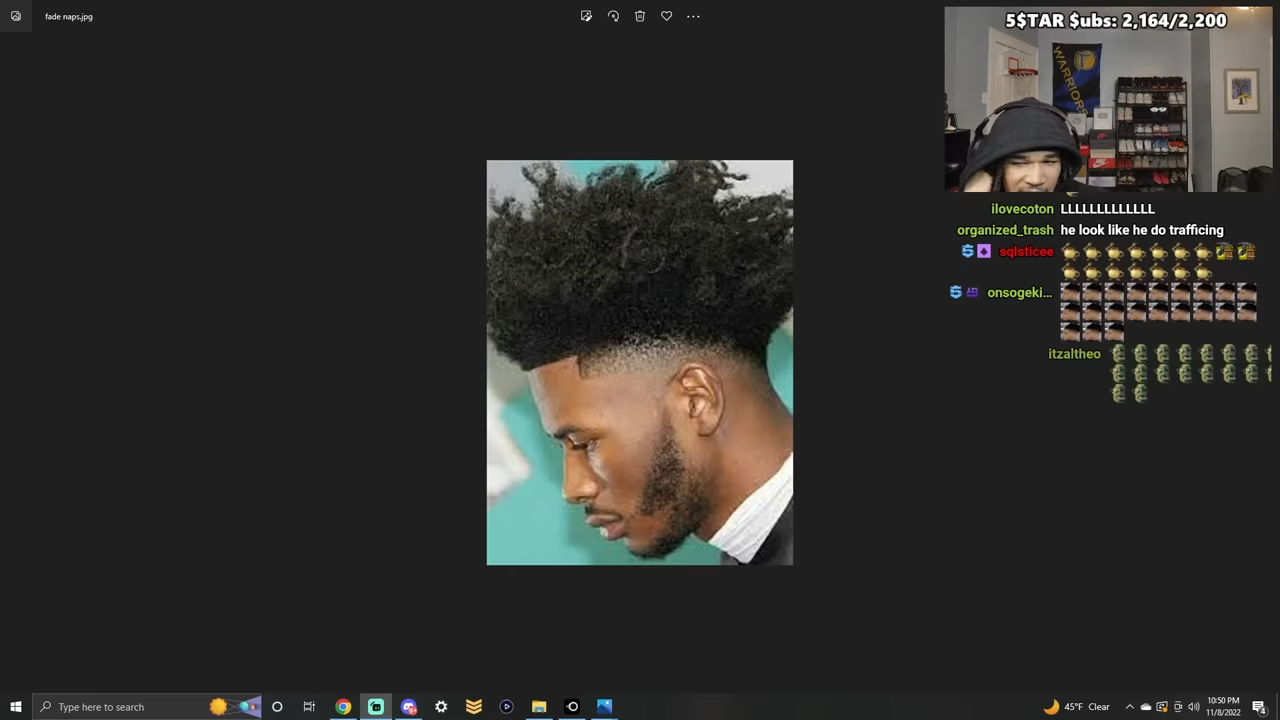 fade naps.jpg
5$TAR $ubs: 2,164/2,200
WARRIORS
ilovecoton LLLLLLLLLLLLL
organized_trash he look like he do trafficing
sqlsticee
onsogeki...
itzaltheo
Type here to search
45°F Clear
10:50 PM
11/8/2022